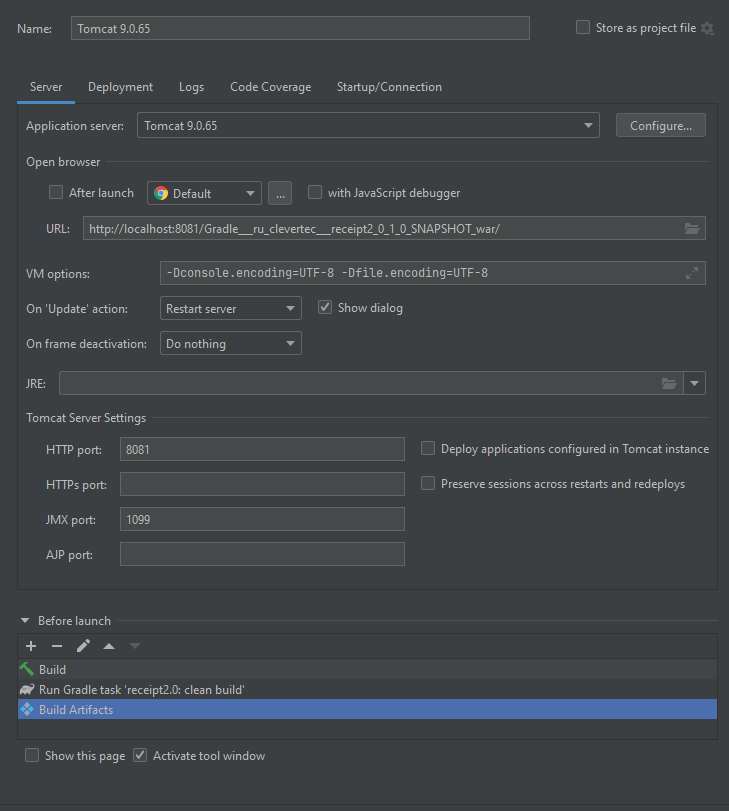 Name: Tomcat 9.0.65 Store as project file
Server Deployment Logs Code Coverage Startup/Connection
Application server: Tomcat 9.0.65 Configure...
Open browser
After launch Default ... with JavaScript debugger
URL: http://localhost:8081/Gradle___ru_clevertec___receipt2_0_1_0_SNAPSHOT_war/
VM options: -Dconsole.encoding=UTF-8 -Dfile.encoding=UTF-8
On 'Update' action: Restart server Show dialog
On frame deactivation: Do nothing
JRE:
Tomcat Server Settings
HTTP port: 8081 Deploy applications configured in Tomcat instance
HTTPs port: Preserve sessions across restarts and redeploys
JMX port: 1099
AJP port:
Before launch
Build
Run Gradle task 'receipt2.0: clean build'
Build Artifacts
Show this page Activate tool window